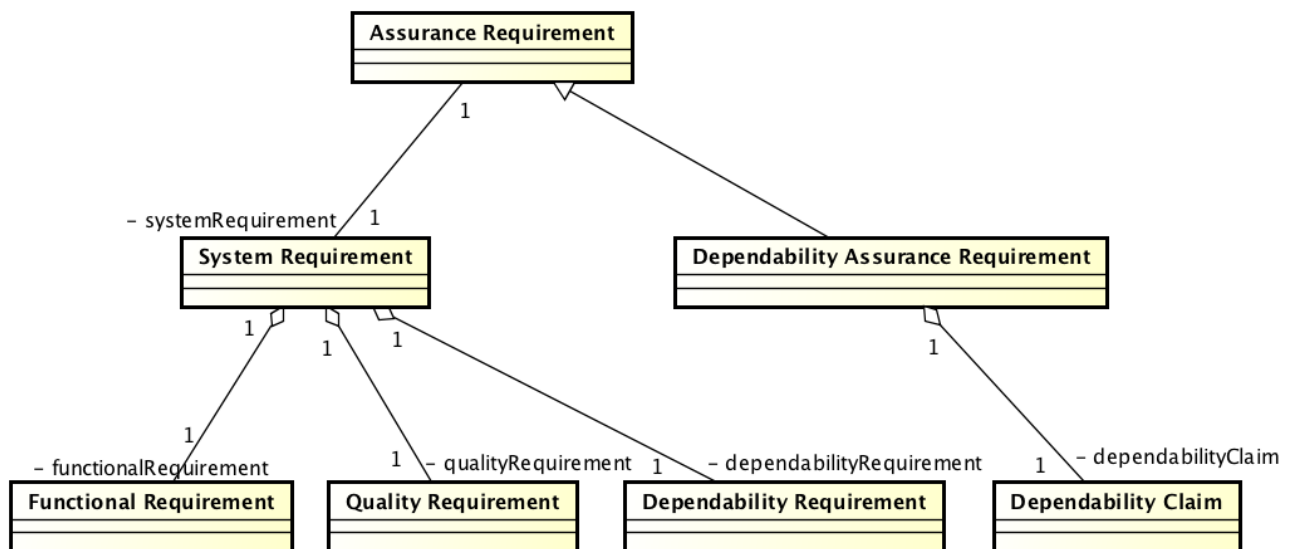 Assurance Requirement
1
– systemRequirement 1
System Requirement
Dependability Assurance Requirement
1
1
1
1
1
– functionalRequirement
1
– qualityRequirement
1
– dependabilityRequirement
1
– dependabilityClaim
Functional Requirement
Quality Requirement
Dependability Requirement
Dependability Claim